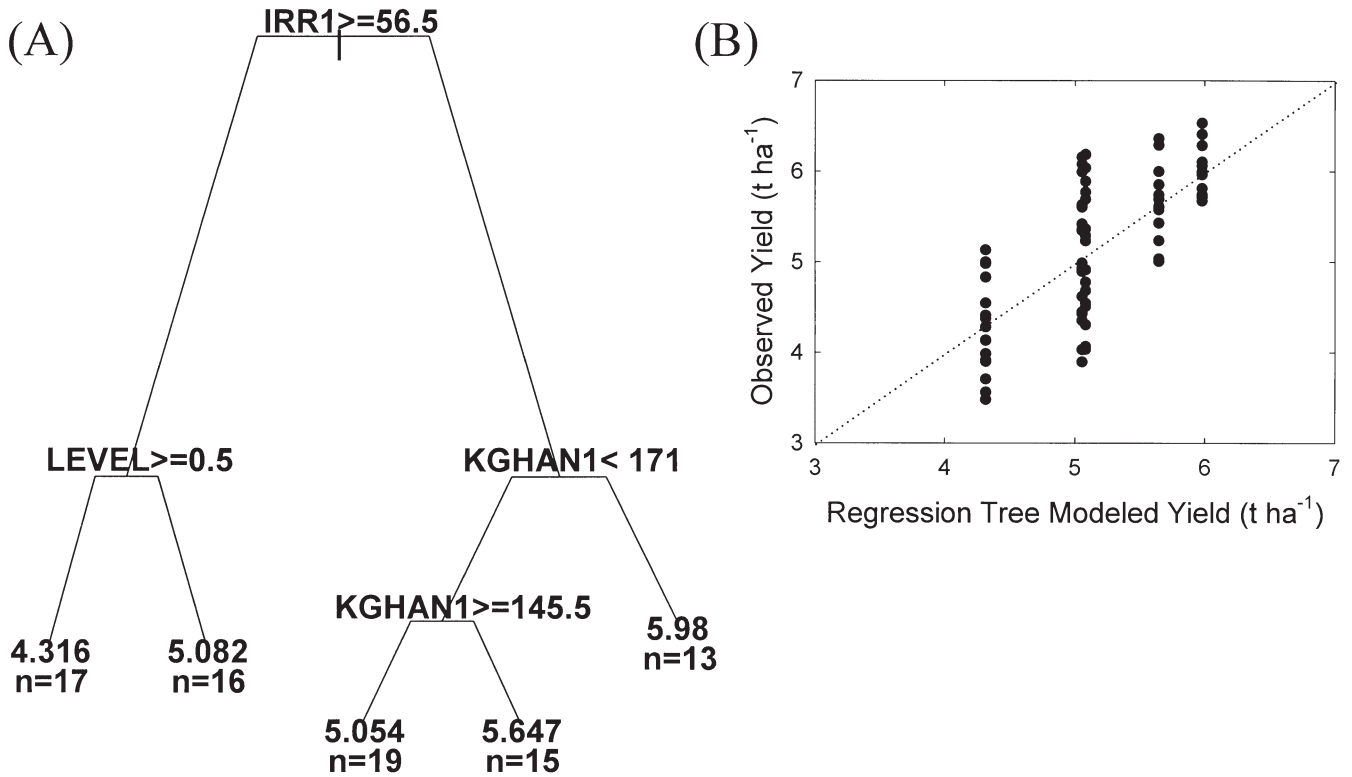 (A)
IRR1>=56.5
LEVEL>=0.5
KGHAN1< 171
KGHAN1>=145.5
4.316
n=17
5.082
n=16
5.98
n=13
5.054
n=19
5.647
n=15
(B)
Observed Yield (t ha⁻¹)
7
6
5
4
3
3 4 5 6 7
Regression Tree Modeled Yield (t ha⁻¹)